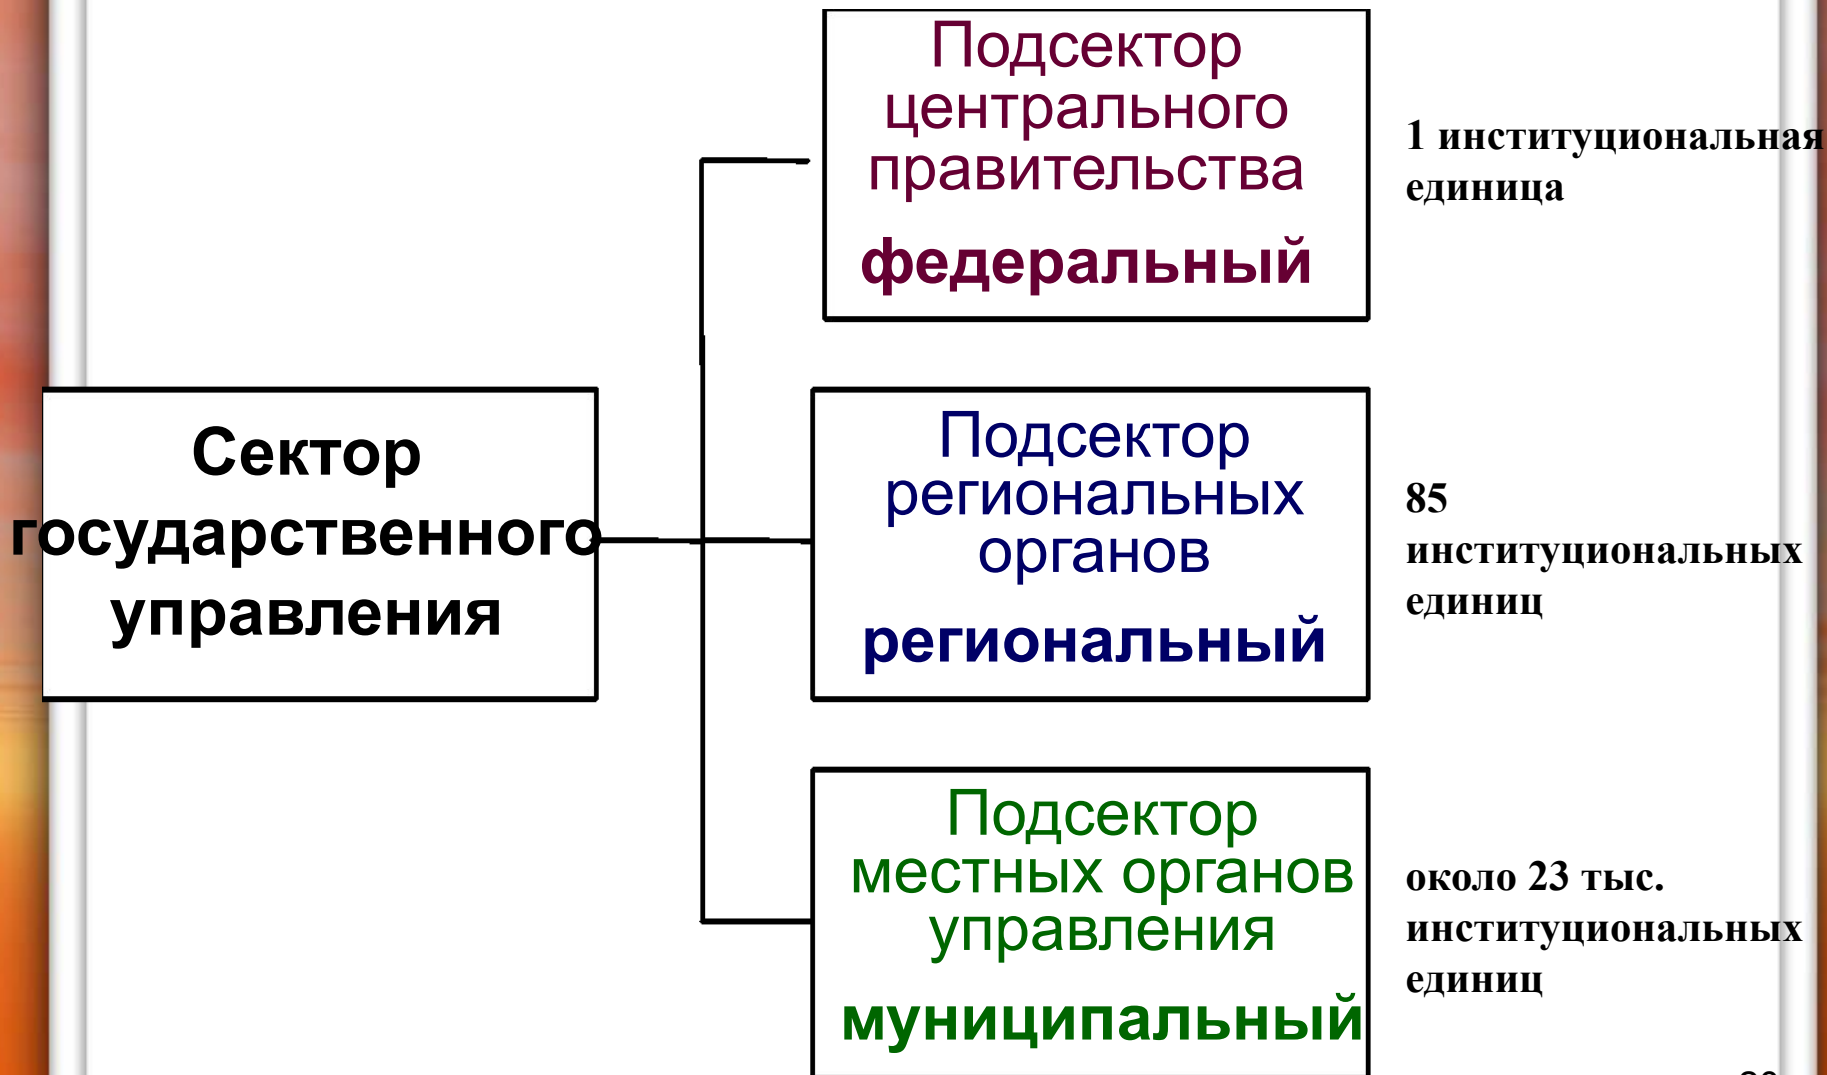 Подсектор
центрального
правительства
федеральный
1 институциональная
единица
Сектор
государственного
управления
Подсектор
региональных
органов
региональный
85
институциональных
единиц
Подсектор
местных органов
управления
муниципальный
около 23 тыс.
институциональных
единиц